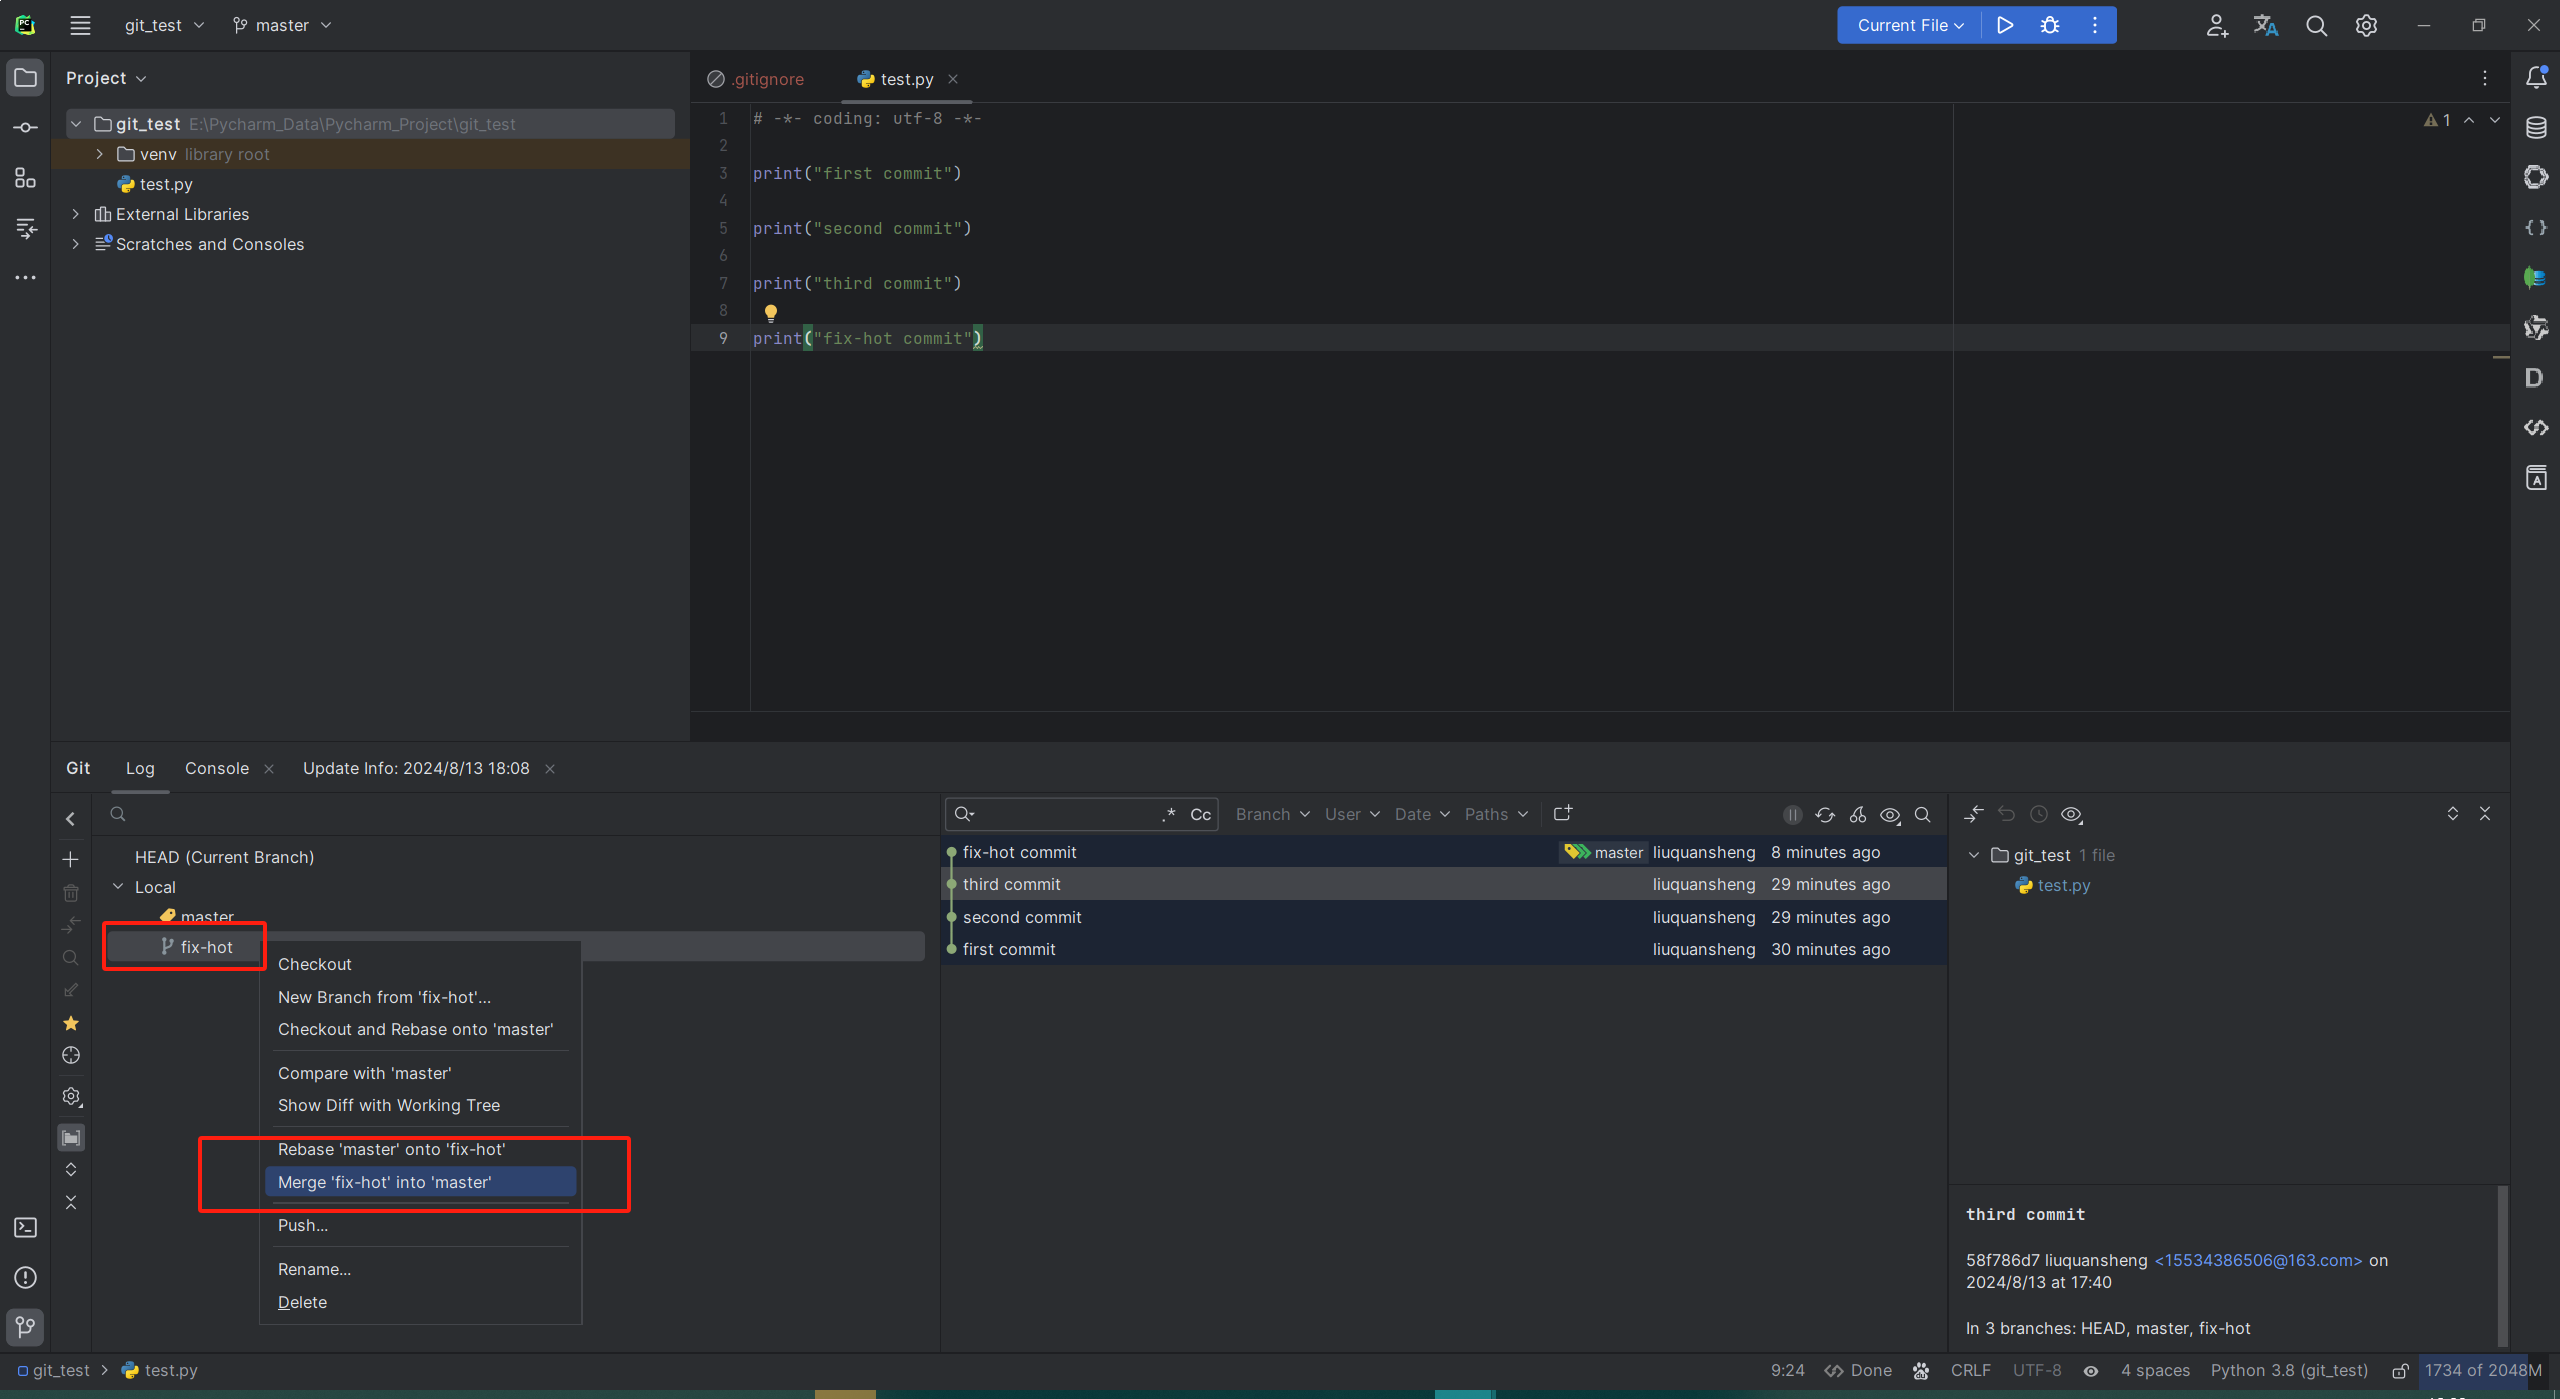 git_test
master
Current File
Project
git_test E:\Pycharm_Data\Pycharm_Project\git_test
venv library root
test.py
External Libraries
Scratches and Consoles
.gitignore
test.py
1 # -*- coding: utf-8 -*-
2
3 print("first commit")
4
5 print("second commit")
6
7 print("third commit")
8
9 print("fix-hot commit")
1
Git
Log
Console
Update Info: 2024/8/13 18:08
HEAD (Current Branch)
Local
master
fix-hot
Checkout
New Branch from 'fix-hot'...
Checkout and Rebase onto 'master'
Compare with 'master'
Show Diff with Working Tree
Rebase 'master' onto 'fix-hot'
Merge 'fix-hot' into 'master'
Push...
Rename...
Delete
.* Cc
Branch User Date Paths
fix-hot commit master liuquansheng 8 minutes ago
third commit liuquansheng 29 minutes ago
second commit liuquansheng 29 minutes ago
first commit liuquansheng 30 minutes ago
git_test 1 file
test.py
third commit
58f786d7 liuquansheng <15534386506@163.com> on
2024/8/13 at 17:40
In 3 branches: HEAD, master, fix-hot
git_test > test.py
9:24 Done CRLF UTF-8 4 spaces Python 3.8 (git_test) 1734 of 2048M